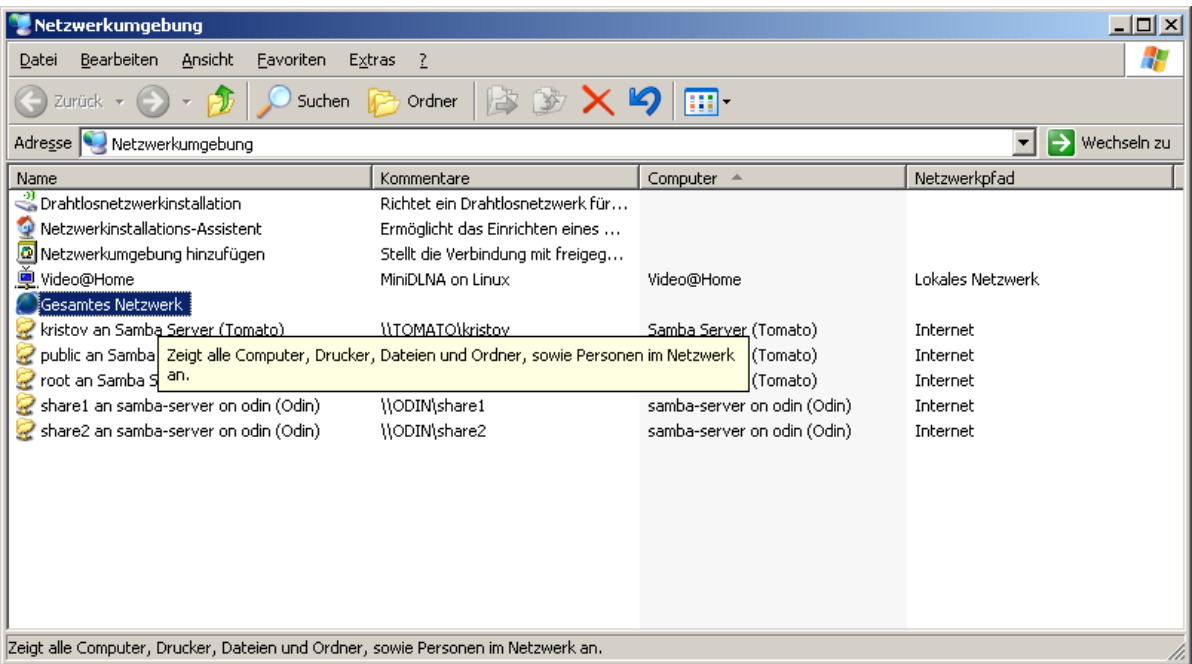 Netzwerkumgebung
Datei Bearbeiten Ansicht Favoriten Extras ?
Zurück Suchen Ordner
Adresse Netzwerkumgebung Wechseln zu
Name Kommentare Computer Netzwerkpfad
Drahtlosnetzwerkinstallation Richtet ein Drahtlosnetzwerk für...
Netzwerkinstallations-Assistent Ermöglicht das Einrichten eines ...
Netzwerkumgebung hinzufügen Stellt die Verbindung mit freigeg...
Video@Home MiniDLNA on Linux Video@Home Lokales Netzwerk
Gesamtes Netzwerk
kristov an Samba Server (Tomato) \\TOMATO\kristov Samba Server (Tomato) Internet
public an Samba (Tomato) Internet
root an Samba S (Tomato) Internet
Zeigt alle Computer, Drucker, Dateien und Ordner, sowie Personen im Netzwerk
an.
share1 an samba-server on odin (Odin) \\ODIN\share1 samba-server on odin (Odin) Internet
share2 an samba-server on odin (Odin) \\ODIN\share2 samba-server on odin (Odin) Internet
Zeigt alle Computer, Drucker, Dateien und Ordner, sowie Personen im Netzwerk an.